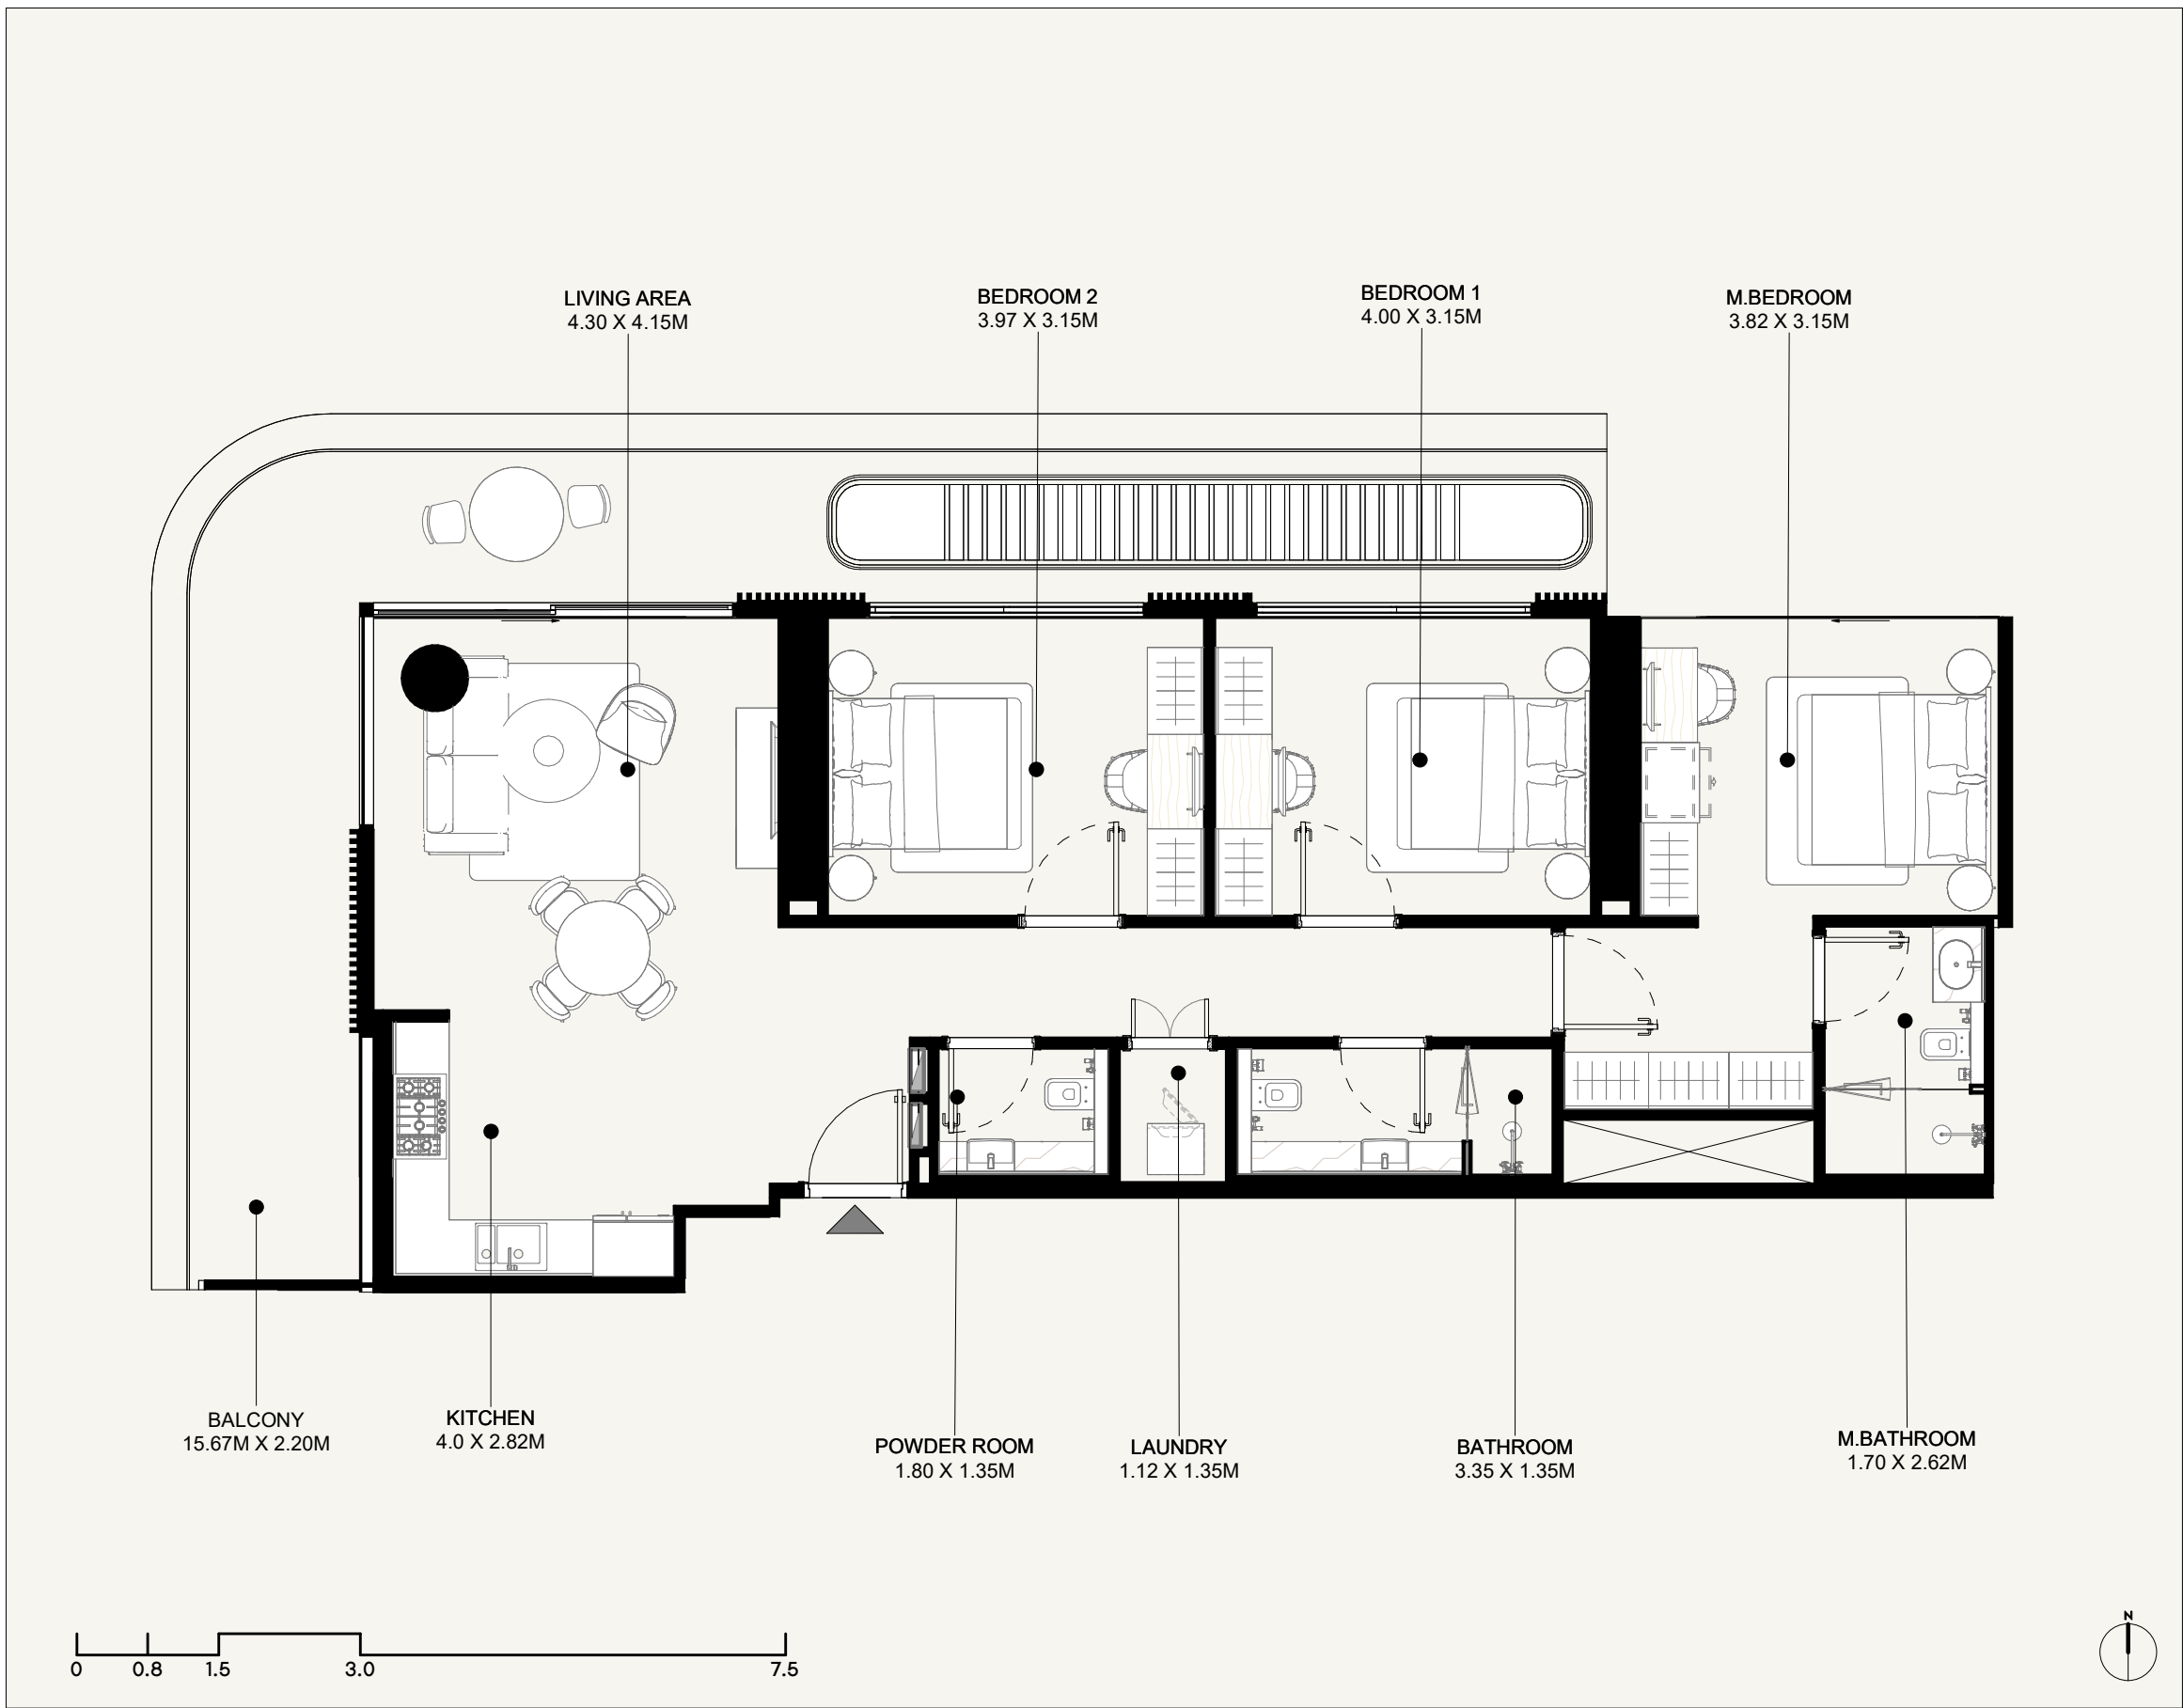 LIVING AREA
4.30 X 4.15M
BEDROOM 2
3.97 X 3.15M
BEDROOM 1
4.00 X 3.15M
M.BEDROOM
3.82 X 3.15M
BALCONY
15.67M X 2.20M
KITCHEN
4.0 X 2.82M
POWDER ROOM
1.80 X 1.35M
LAUNDRY
1.12 X 1.35M
BATHROOM
3.35 X 1.35M
M.BATHROOM
1.70 X 2.62M
0 0.8 1.5 3.0 7.5
N